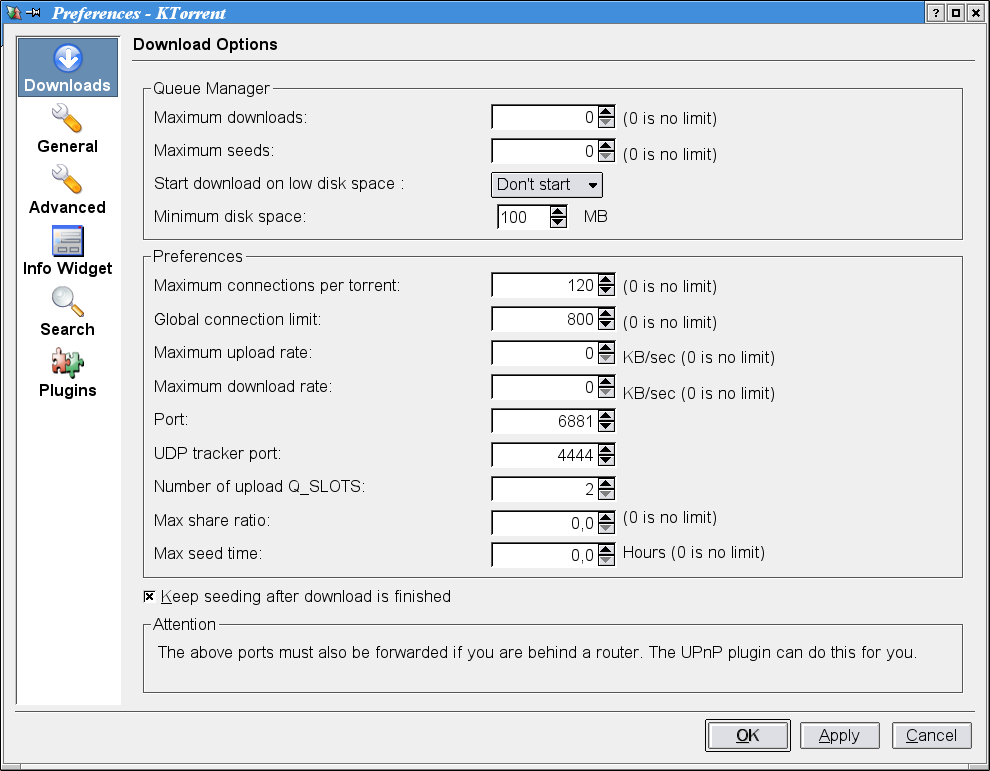 Preferences - KTorrent
?
Downloads
General
Advanced
Info Widget
Search
Plugins
Download Options
Queue Manager
Maximum downloads: 0 (0 is no limit)
Maximum seeds: 0 (0 is no limit)
Start download on low disk space : Don't start
Minimum disk space: 100 MB
Preferences
Maximum connections per torrent: 120 (0 is no limit)
Global connection limit: 800 (0 is no limit)
Maximum upload rate: 0 KB/sec (0 is no limit)
Maximum download rate: 0 KB/sec (0 is no limit)
Port: 6881
UDP tracker port: 4444
Number of upload Q_SLOTS: 2
Max share ratio: 0,0 (0 is no limit)
Max seed time: 0,0 Hours (0 is no limit)
Keep seeding after download is finished
Attention
The above ports must also be forwarded if you are behind a router. The UPnP plugin can do this for you.
OK Apply Cancel